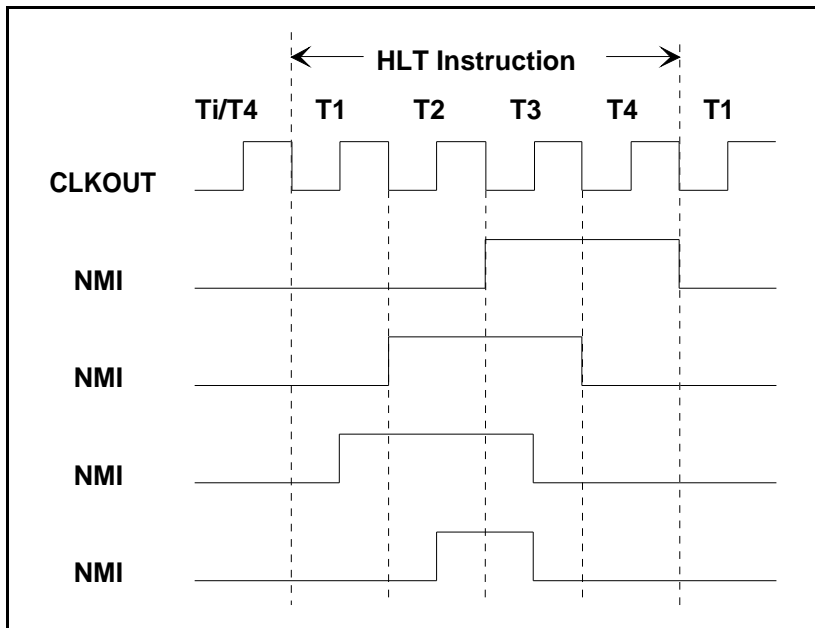 HLT Instruction
Ti/T4 T1 T2 T3 T4 T1
CLKOUT
NMI
NMI
NMI
NMI